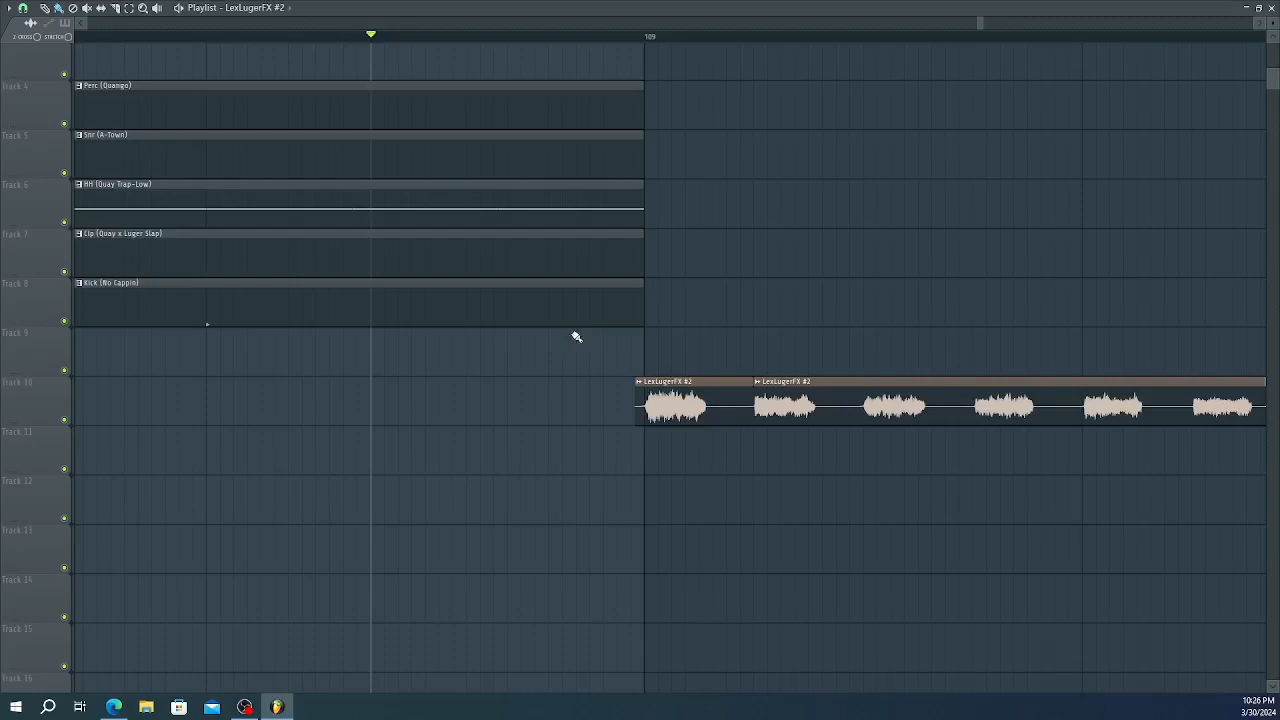 Playlist - LexLugerFX #2
Z-CROSS STRETCH
109
Track 4
Perc (Quango)
Track 5
Snr (A-Town)
Track 6
HH (Quay Trap-Low)
Track 7
Clp (Quay x Luger Slap)
Track 8
Kick (No Cappin)
Track 9
Track 10
LexLugerFX #2
LexLugerFX #2
Track 11
Track 12
Track 13
Track 14
Track 15
Track 16
10:26 PM
3/30/2024